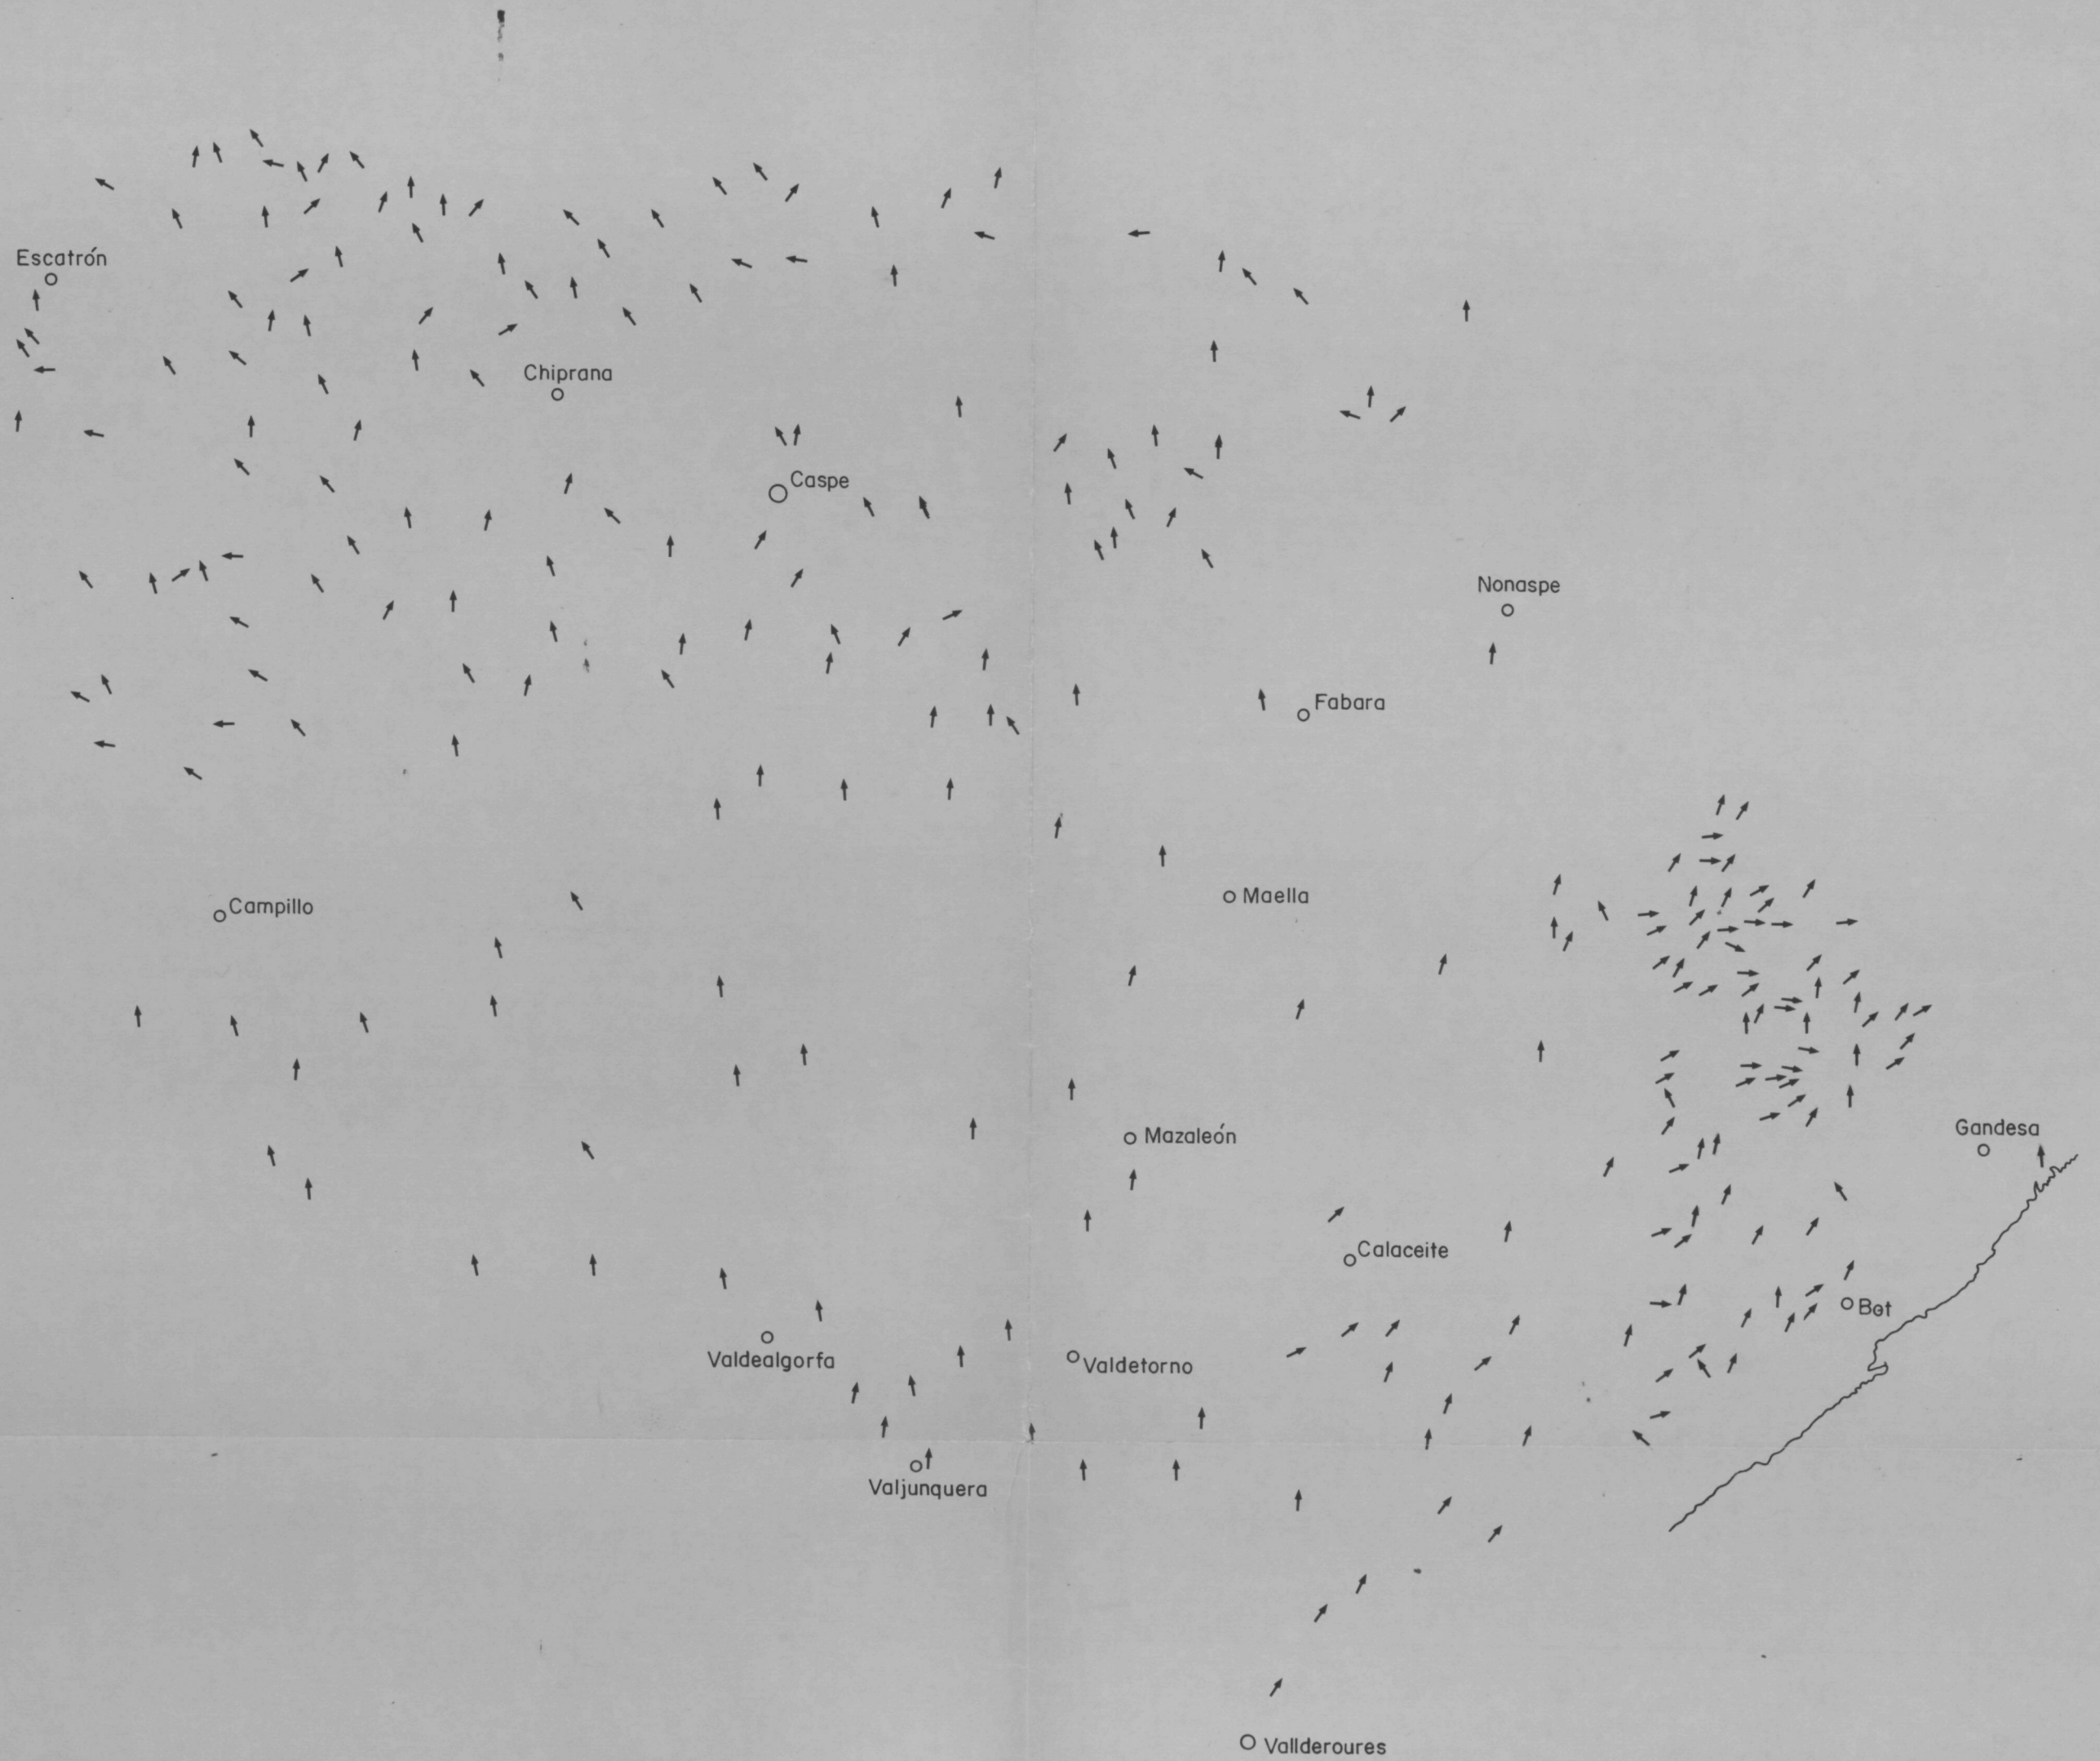 Escatrón
Chiprana
Caspe
Nonaspe
Fabara
Maella
Campillo
Gandesa
Mazaleón
Calaceite
Bot
Valdealgorfa
Valdetorno
Valjunquera
Vallderoures